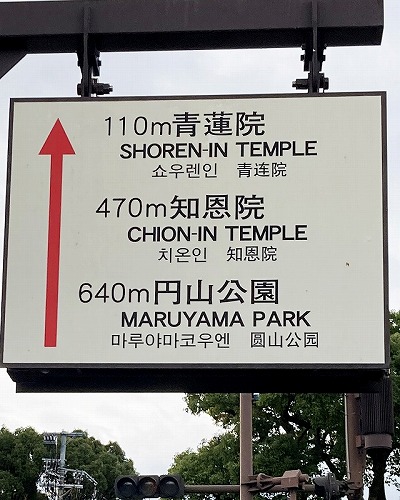 110m青蓮院
SHOREN-IN TEMPLE
쇼우렌인 青连院
470m知恩院
CHION-IN TEMPLE
치온인 知恩院
640m円山公園
MARUYAMA PARK
마루야마코우엔 圆山公园